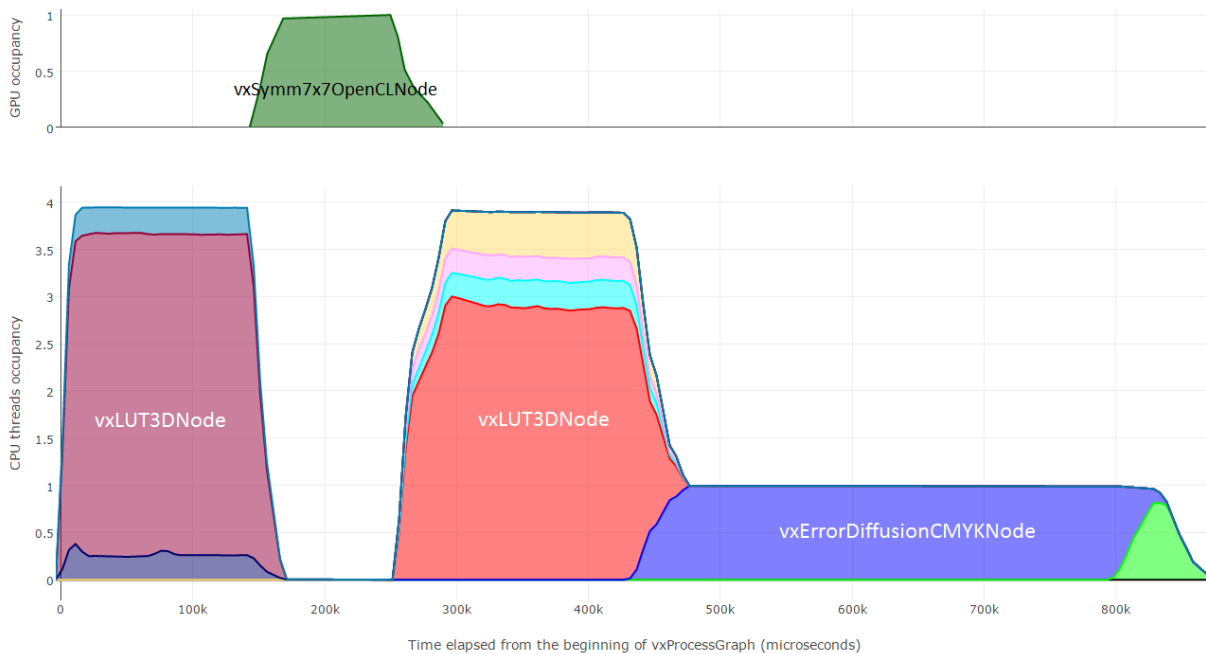 GPU occupancy
1
0.5
0
vxSymm7x7OpenCLNode
CPU threads occupancy
4
3.5
3
2.5
2
1.5
1
0.5
0
vxLUT3DNode
vxLUT3DNode
vxErrorDiffusionCMYKNode
0 100k 200k 300k 400k 500k 600k 700k 800k
Time elapsed from the beginning of vxProcessGraph (microseconds)